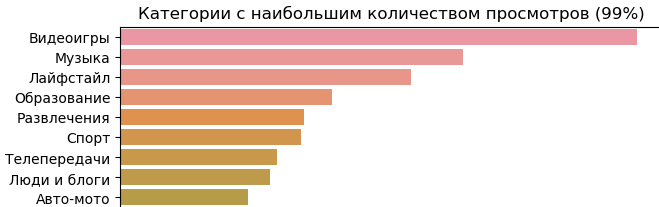 Категории с наибольшим количеством просмотров (99%)
Видеоигры
Музыка
Лайфстайл
Образование
Развлечения
Спорт
Телепередачи
Люди и блоги
Авто-мото